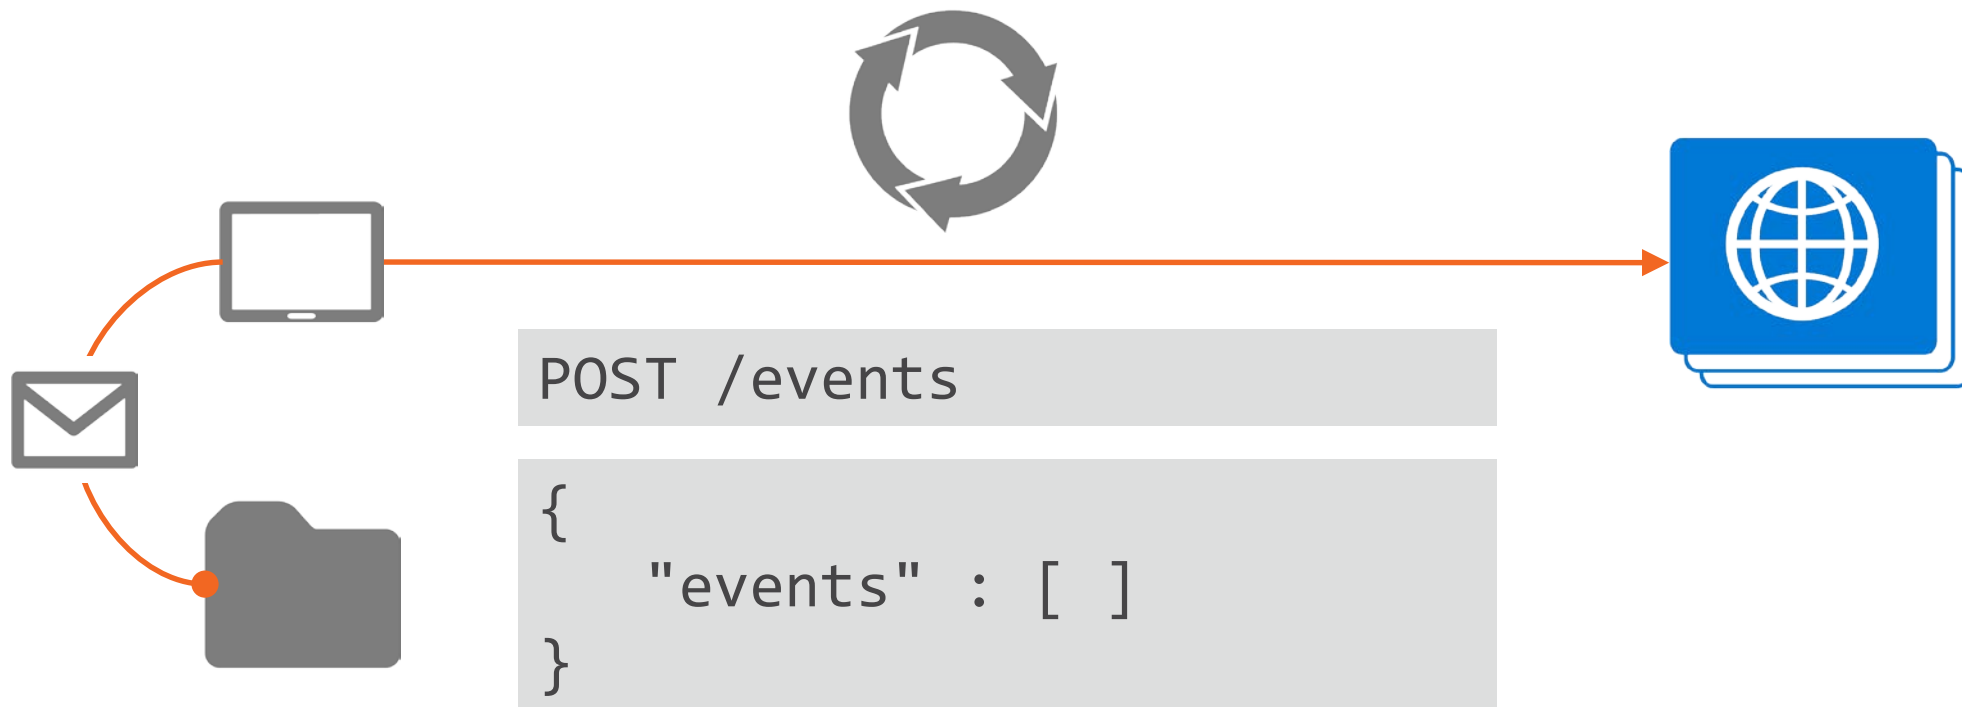 POST /events
{
"events" : [ ]
}